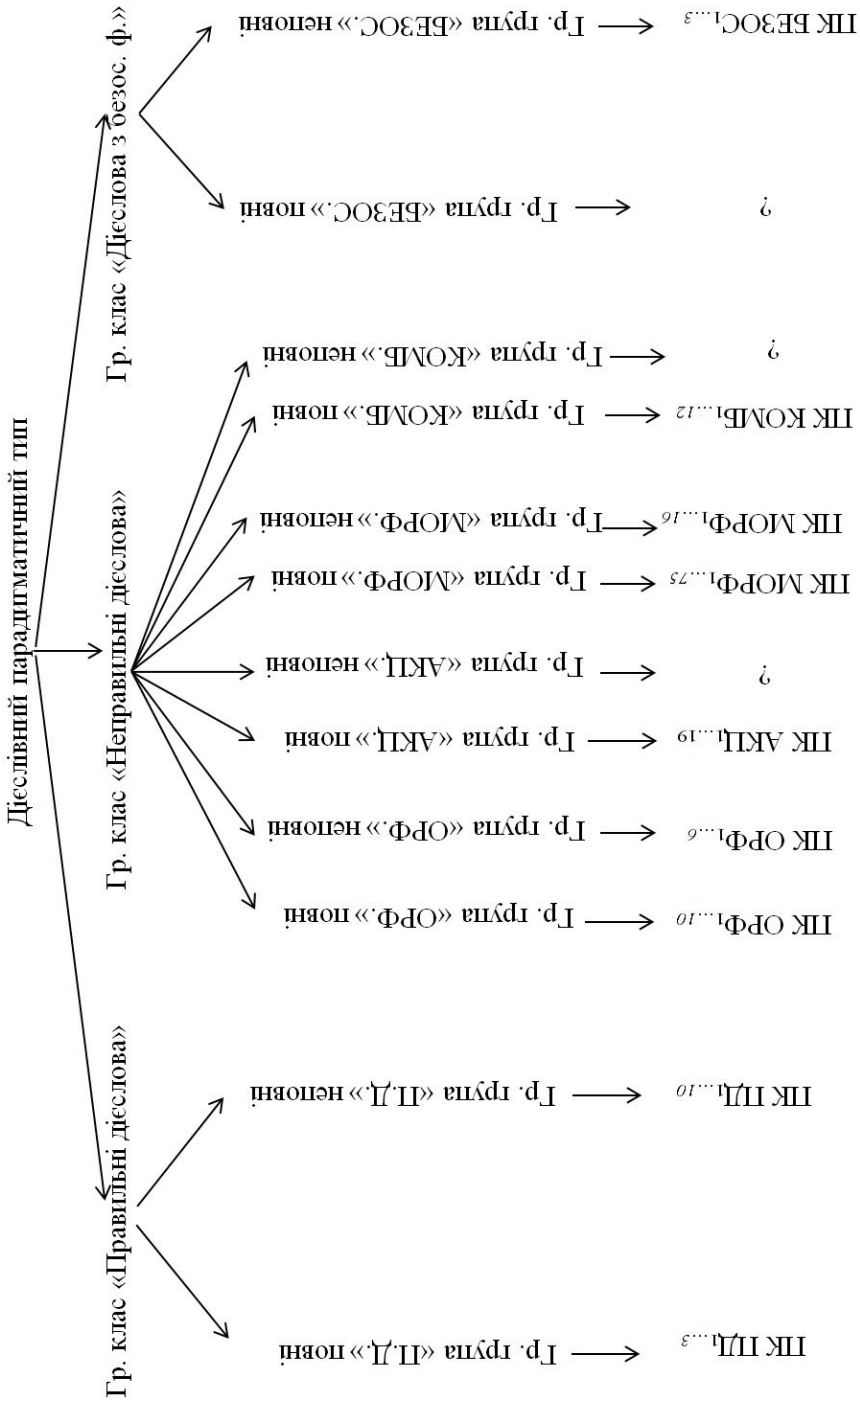 Дієслівний парадигматичний тип
Гр. клас «Правильні дієслова»
Гр. клас «Неправильні дієслова»
Гр. клас «Дієслова з безос. ф.»
Гр. група «П.Д.» повні
ПК ПД₁…₃
Гр. група «П.Д.» неповні
ПК ПД₁…₁₀
Гр. група «ОРФ.» повні
ПК ОРФ₁…₁₀
Гр. група «ОРФ.» неповні
ПК ОРФ₁…₆
Гр. група «АКЦ.» повні
ПК АКЦ₁…₁₉
Гр. група «АКЦ.» неповні
?
Гр. група «МОРФ.» повні
ПК МОРФ₁…₇₅
Гр. група «МОРФ.» неповні
ПК МОРФ₁…₁₆
Гр. група «КОМБ.» повні
ПК КОМБ₁…₁₂
Гр. група «КОМБ.» неповні
?
Гр. група «БЕЗОС.» повні
?
Гр. група «БЕЗОС.» неповні
ПК БЕЗОС₁…₃